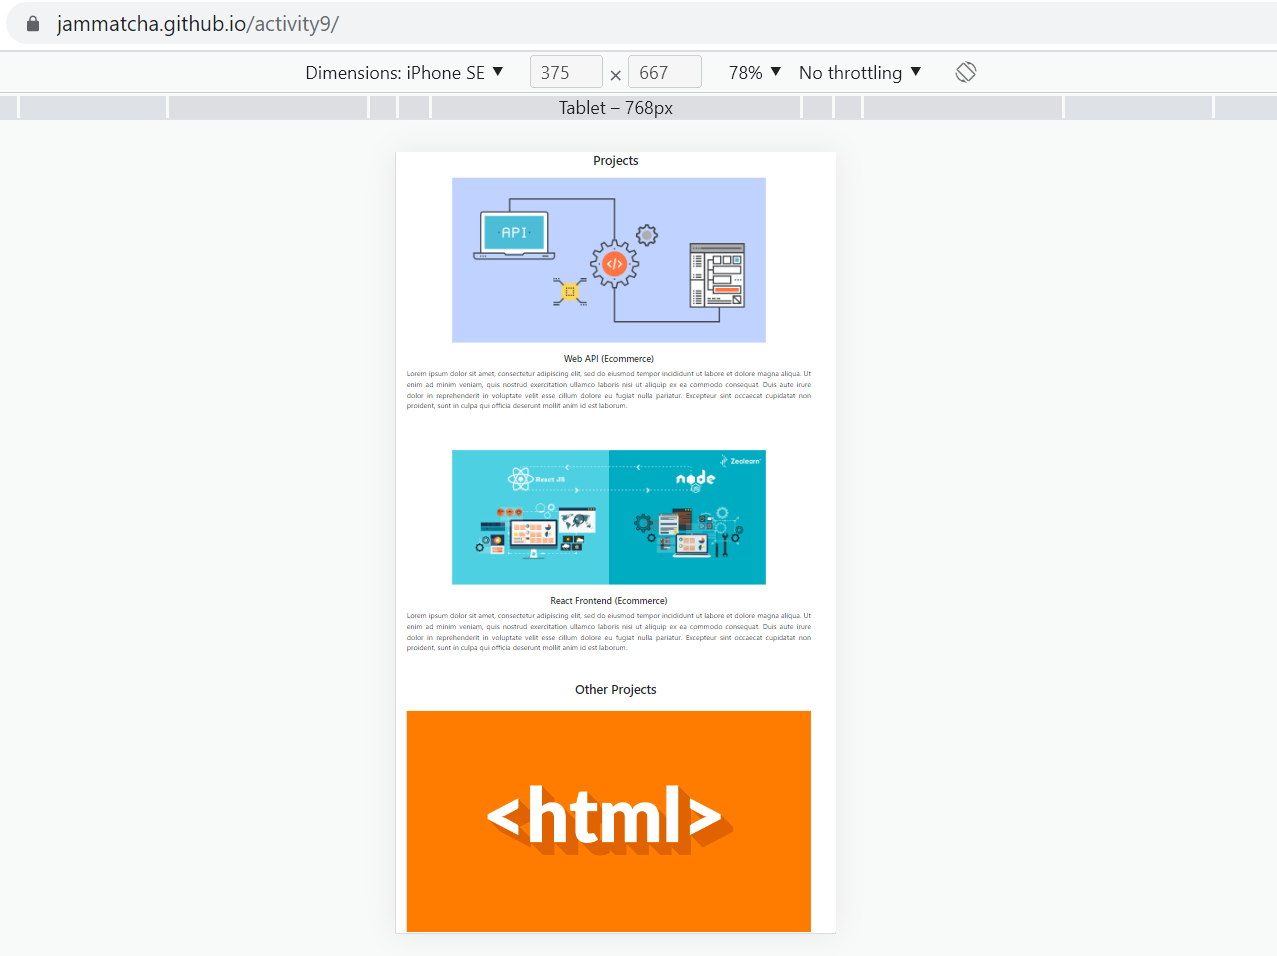 jammatcha.github.io/activity9/
Dimensions: iPhone SE ▼ 375 × 667 78% ▼ No throttling ▼
Tablet – 768px
Projects
API
</>
Web API (Ecommerce)
Lorem ipsum dolor sit amet, consectetur adipiscing elit, sed do eiusmod tempor incididunt ut labore et dolore magna aliqua. Ut
enim ad minim veniam, quis nostrud exercitation ullamco laboris nisi ut aliquip ex ea commodo consequat. Duis aute irure
dolor in reprehenderit in voluptate velit esse cillum dolore eu fugiat nulla pariatur. Excepteur sint occaecat cupidatat non
proident, sunt in culpa qui officia deserunt mollit anim id est laborum.
Zeolearn
React JS
node
JS
React Frontend (Ecommerce)
Lorem ipsum dolor sit amet, consectetur adipiscing elit, sed do eiusmod tempor incididunt ut labore et dolore magna aliqua. Ut
enim ad minim veniam, quis nostrud exercitation ullamco laboris nisi ut aliquip ex ea commodo consequat. Duis aute irure
dolor in reprehenderit in voluptate velit esse cillum dolore eu fugiat nulla pariatur. Excepteur sint occaecat cupidatat non
proident, sunt in culpa qui officia deserunt mollit anim id est laborum.
Other Projects
<html>